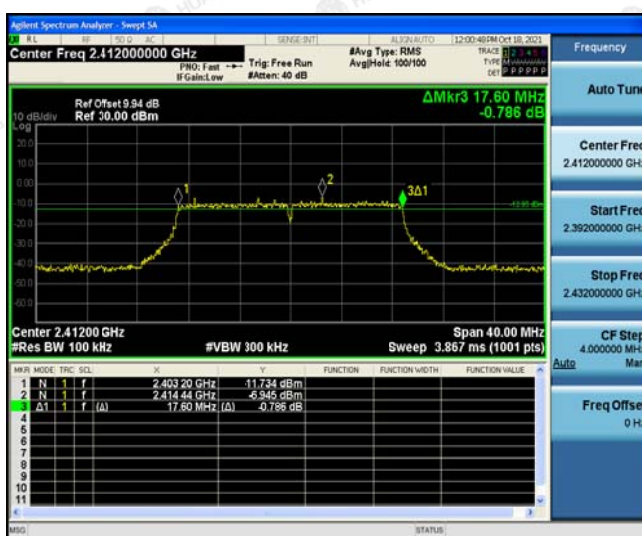 Agilent Spectrum Analyzer - Swept SA
RL RF 50 Ω AC SENSE:INT ALIGNAUTO 12:00:48 PM Oct 18, 2021
Center Freq 2.412000000 GHz
PNO: Fast
IFGain:Low
Trig: Free Run
#Atten: 40 dB
#Avg Type: RMS
Avg|Hold: 100/100
TRACE 1 2 3 4 5 6
TYPE M
DET P P P P P P
Ref Offset 9.94 dB
10 dB/div Ref 30.00 dBm
Log
ΔMkr3 17.60 MHz
-0.786 dB
20.0
10.0
0.00
-10.0
-20.0
-30.0
-40.0
-50.0
-60.0
1
2
3Δ1
Center 2.41200 GHz Span 40.00 MHz
#Res BW 100 kHz #VBW 300 kHz Sweep 3.867 ms (1001 pts)
MKR MODE TRC SCL X Y FUNCTION FUNCTION WIDTH FUNCTION VALUE
1 N 1 f 2.403 20 GHz -11.734 dBm
2 N 1 f 2.414 44 GHz -6.945 dBm
3 Δ1 1 f (Δ) 17.60 MHz (Δ) -0.786 dB
4
5
6
7
8
9
10
11
MSG STATUS
Frequency
Auto Tune
Center Freq
2.412000000 GHz
Start Freq
2.392000000 GHz
Stop Freq
2.432000000 GHz
CF Step
4.000000 MHz
Auto Man
Freq Offset
0 Hz